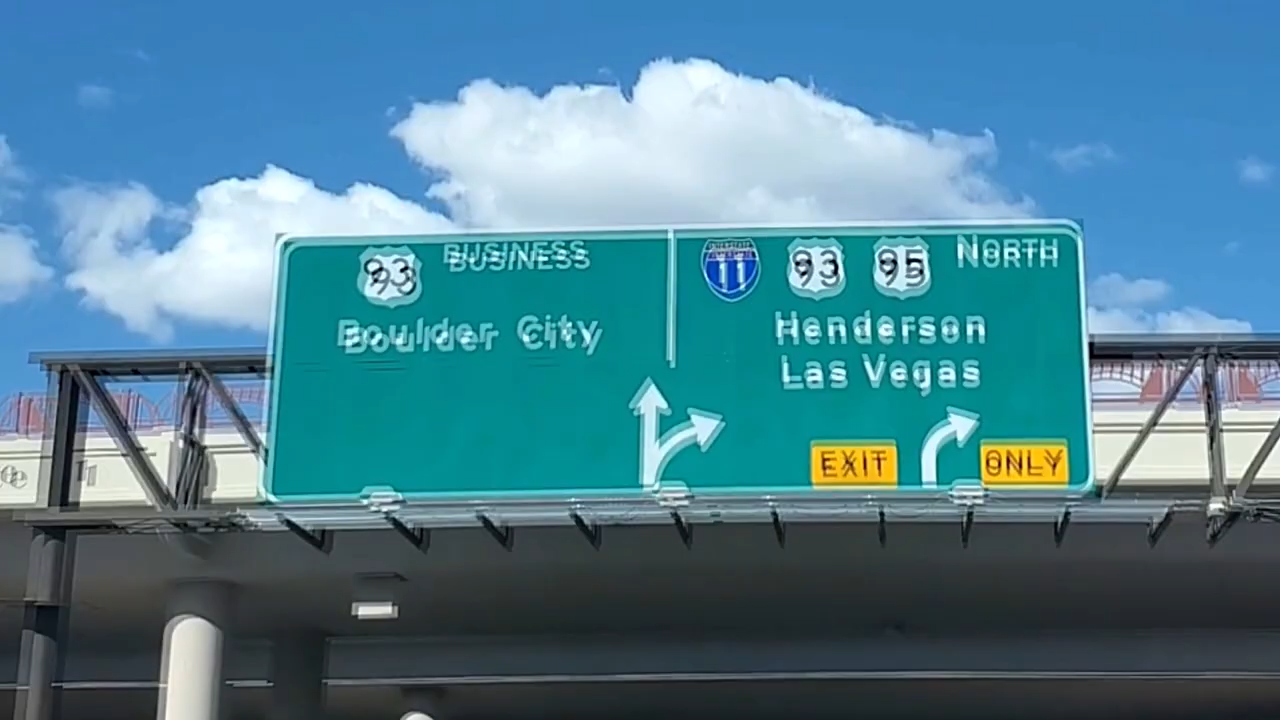 93 BUSINESS
Boulder City
INTERSTATE 11 93 95 NORTH
Henderson
Las Vegas
EXIT ONLY